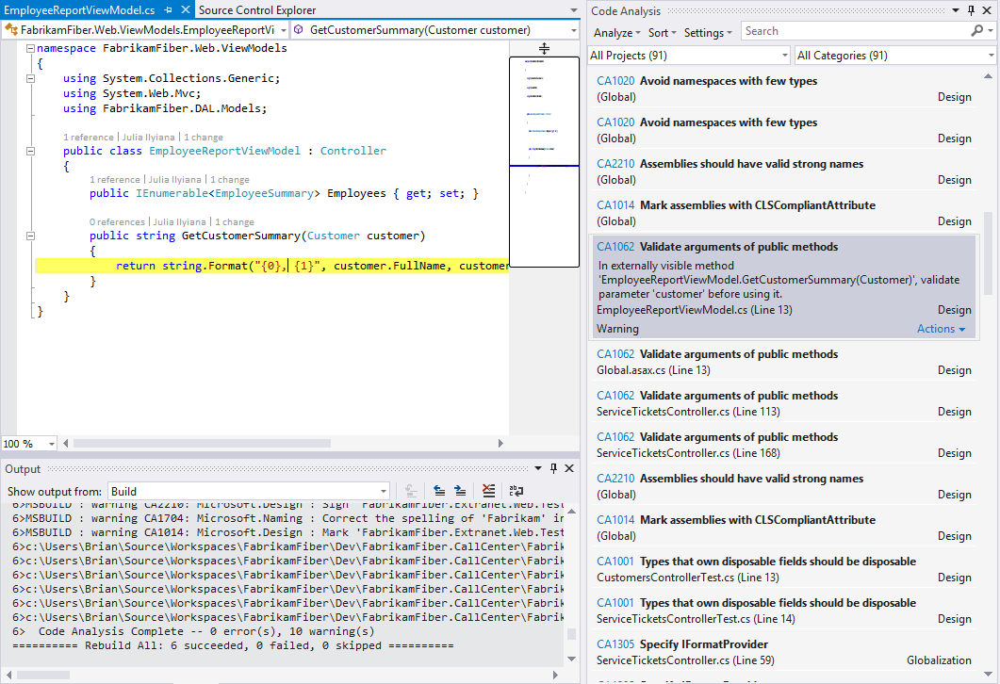 EmployeeReportViewModel.cs
Source Control Explorer
FabrikamFiber.Web.ViewModels.EmployeeReportVi
GetCustomerSummary(Customer customer)
namespace FabrikamFiber.Web.ViewModels
{
using System.Collections.Generic;
using System.Web.Mvc;
using FabrikamFiber.DAL.Models;
1 reference | Julia Ilyiana | 1 change
public class EmployeeReportViewModel : Controller
{
1 reference | Julia Ilyiana | 1 change
public IEnumerable<EmployeeSummary> Employees { get; set; }
0 references | Julia Ilyiana | 1 change
public string GetCustomerSummary(Customer customer)
{
return string.Format("{0}, {1}", customer.FullName, customer
}
}
}
100 %
Output
Show output from: Build
6>MSBUILD : warning CA2210: Microsoft.Design : Sign 'FabrikamFiber.Extranet.Web.Test
6>MSBUILD : warning CA1704: Microsoft.Naming : Correct the spelling of 'Fabrikam' in
6>MSBUILD : warning CA1014: Microsoft.Design : Mark 'FabrikamFiber.Extranet.Web.Test
6>c:\Users\Brian\Source\Workspaces\FabrikamFiber\Dev\FabrikamFiber.CallCenter\Fabrik
6>c:\Users\Brian\Source\Workspaces\FabrikamFiber\Dev\FabrikamFiber.CallCenter\Fabrik
6>c:\Users\Brian\Source\Workspaces\FabrikamFiber\Dev\FabrikamFiber.CallCenter\Fabrik
6>c:\Users\Brian\Source\Workspaces\FabrikamFiber\Dev\FabrikamFiber.CallCenter\Fabrik
6>c:\Users\Brian\Source\Workspaces\FabrikamFiber\Dev\FabrikamFiber.CallCenter\Fabrik
6>c:\Users\Brian\Source\Workspaces\FabrikamFiber\Dev\FabrikamFiber.CallCenter\Fabrik
6> Code Analysis Complete -- 0 error(s), 10 warning(s)
========== Rebuild All: 6 succeeded, 0 failed, 0 skipped ==========
Code Analysis
Analyze Sort Settings Search
All Projects (91) All Categories (91)
CA1020 Avoid namespaces with few types
(Global) Design
CA1020 Avoid namespaces with few types
(Global) Design
CA2210 Assemblies should have valid strong names
(Global) Design
CA1014 Mark assemblies with CLSCompliantAttribute
(Global) Design
CA1062 Validate arguments of public methods
In externally visible method
'EmployeeReportViewModel.GetCustomerSummary(Customer)', validate
parameter 'customer' before using it.
EmployeeReportViewModel.cs (Line 13) Design
Warning Actions
CA1062 Validate arguments of public methods
Global.asax.cs (Line 13) Design
CA1062 Validate arguments of public methods
ServiceTicketsController.cs (Line 113) Design
CA1062 Validate arguments of public methods
ServiceTicketsController.cs (Line 168) Design
CA2210 Assemblies should have valid strong names
(Global) Design
CA1014 Mark assemblies with CLSCompliantAttribute
(Global) Design
CA1001 Types that own disposable fields should be disposable
CustomersControllerTest.cs (Line 13) Design
CA1001 Types that own disposable fields should be disposable
ServiceTicketsControllerTest.cs (Line 14) Design
CA1305 Specify IFormatProvider
ServiceTicketsController.cs (Line 59) Globalization